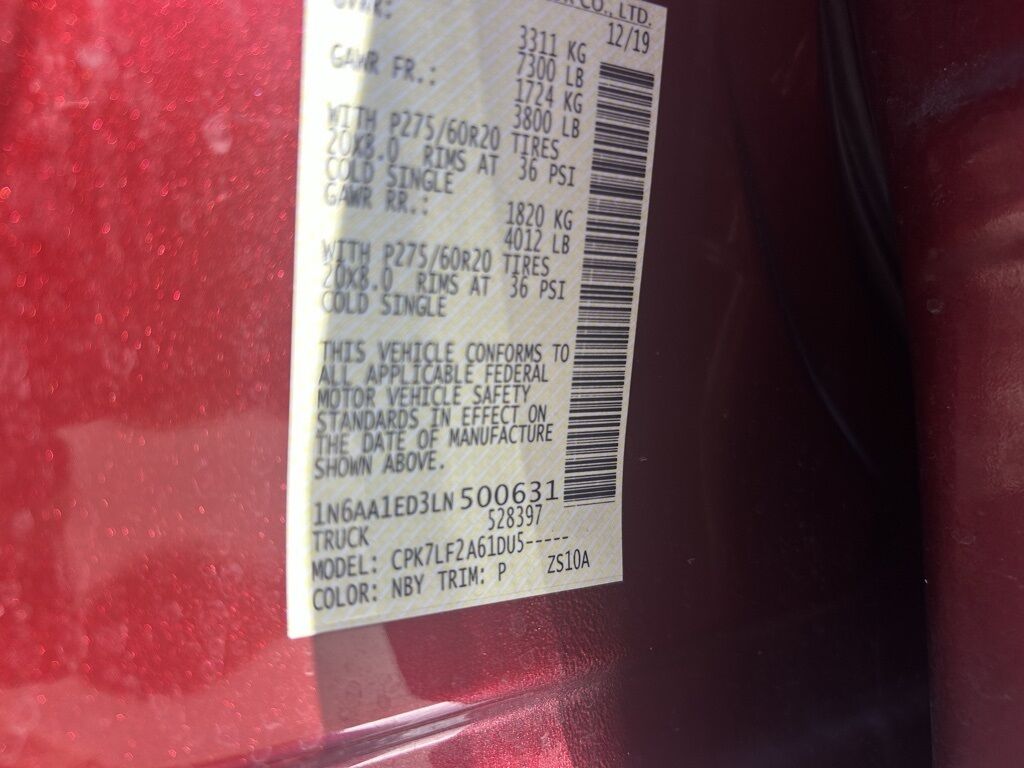 CO., LTD.
GVWR: 12/19
3311 KG
7300 LB
GAWR FR.: 1724 KG
3800 LB
WITH P275/60R20 TIRES
20X8.0 RIMS AT 36 PSI
COLD SINGLE
GAWR RR.: 1820 KG
4012 LB
WITH P275/60R20 TIRES
20X8.0 RIMS AT 36 PSI
COLD SINGLE
THIS VEHICLE CONFORMS TO
ALL APPLICABLE FEDERAL
MOTOR VEHICLE SAFETY
STANDARDS IN EFFECT ON
THE DATE OF MANUFACTURE
SHOWN ABOVE.
1N6AA1ED3LN500631
TRUCK 528397
MODEL: CPK7LF2A61DU5-----
COLOR: NBY TRIM: P ZS10A